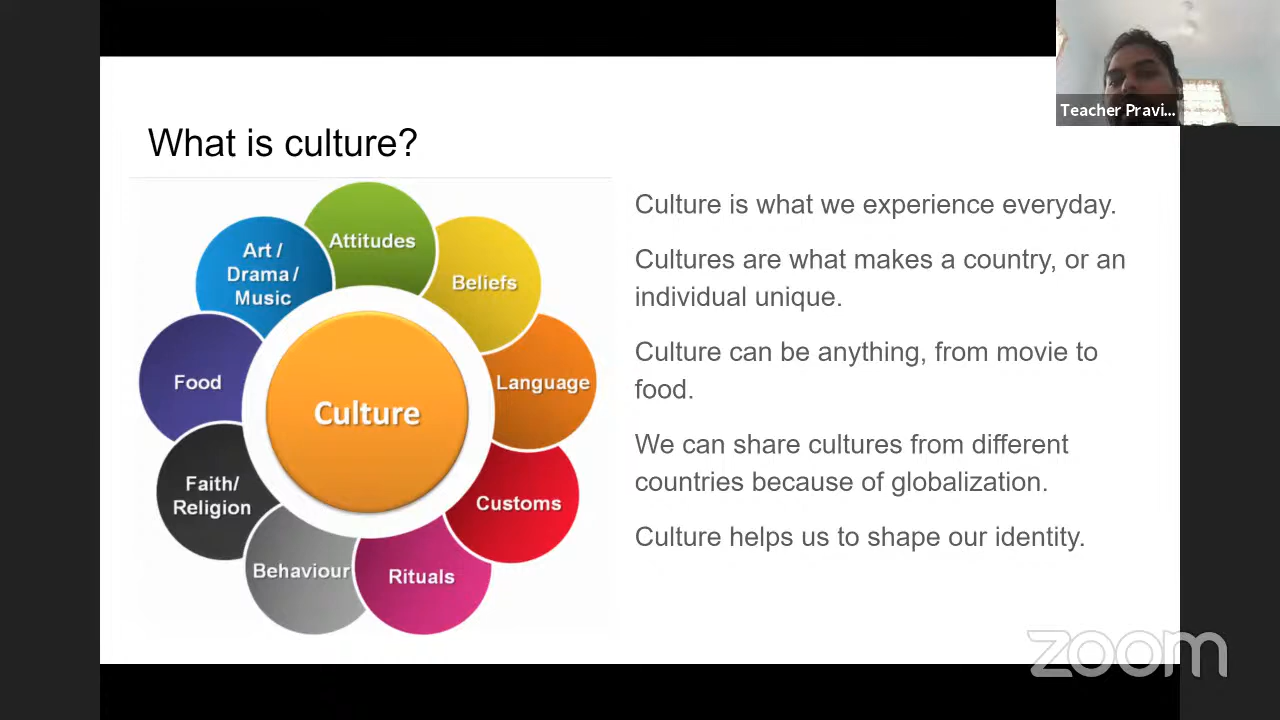 Teacher Pravi...
What is culture?
Attitudes
Art /
Drama /
Music
Beliefs
Food
Language
Culture
Faith/
Religion
Customs
Behaviour
Rituals
Culture is what we experience everyday.
Cultures are what makes a country, or an
individual unique.
Culture can be anything, from movie to
food.
We can share cultures from different
countries because of globalization.
Culture helps us to shape our identity.
zoom